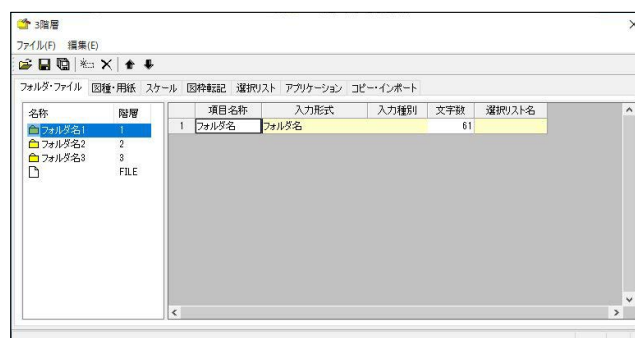 3階層
ファイル(F) 編集(E)
フォルダ・ファイル 図種・用紙 スケール 図枠転記 選択リスト アプリケーション コピー・インポート
名称 階層
フォルダ名1 1
フォルダ名2 2
フォルダ名3 3
FILE
項目名称 入力形式 入力種別 文字数 選択リスト名
1 フォルダ名 フォルダ名 61